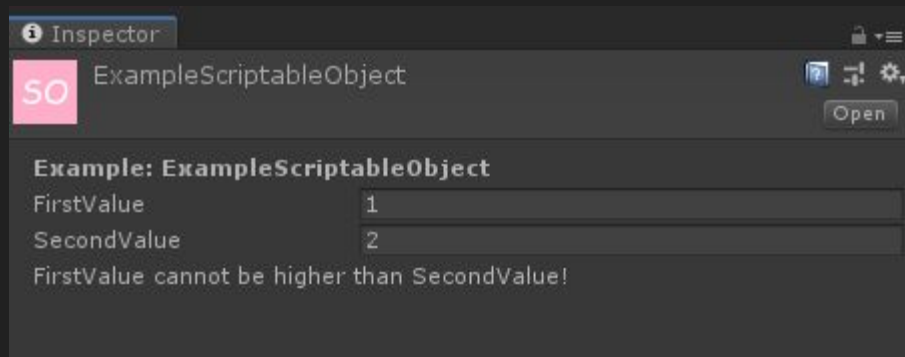 Inspector
SO ExampleScriptableObject
Open
Example: ExampleScriptableObject
FirstValue 1
SecondValue 2
FirstValue cannot be higher than SecondValue!